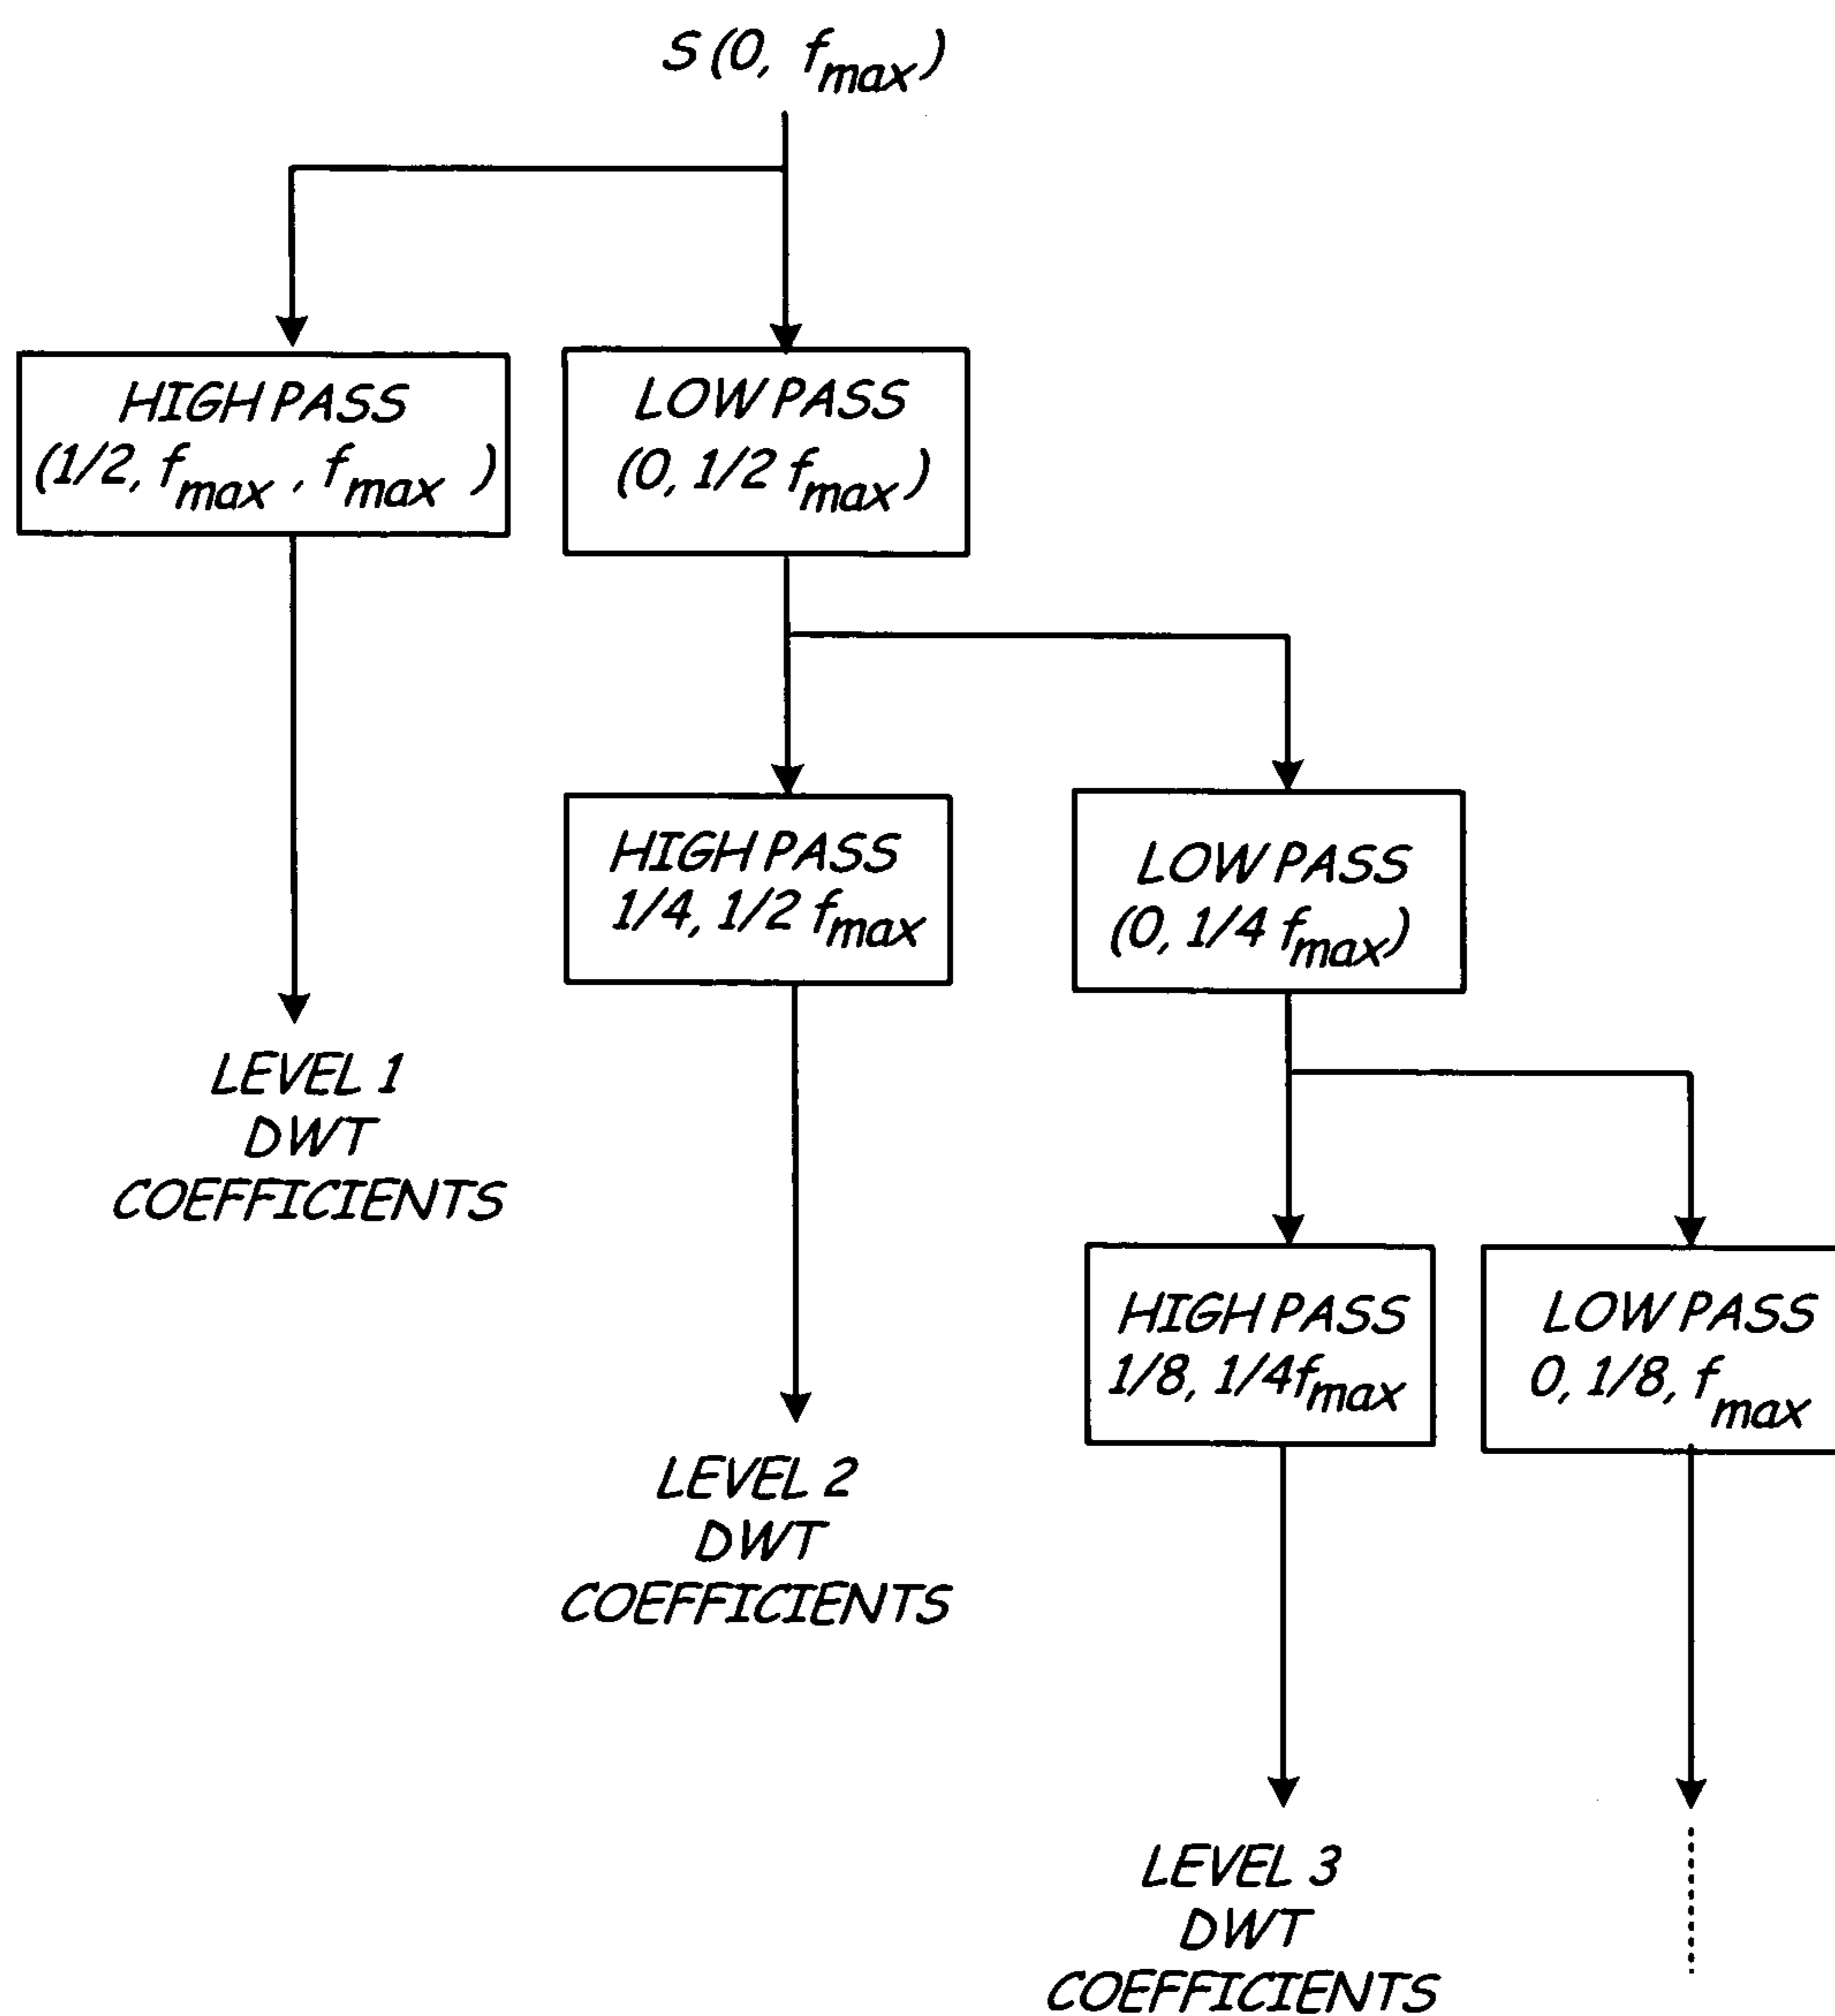 S (0, fmax)
HIGH PASS
(1/2, fmax, fmax )
LOW PASS
(0, 1/2 fmax)
HIGH PASS
1/4, 1/2 fmax
LOW PASS
(0, 1/4 fmax)
LEVEL 1
DWT
COEFFICIENTS
HIGH PASS
1/8, 1/4fmax
LOW PASS
0, 1/8, fmax
LEVEL 2
DWT
COEFFICIENTS
LEVEL 3
DWT
COEFFICIENTS